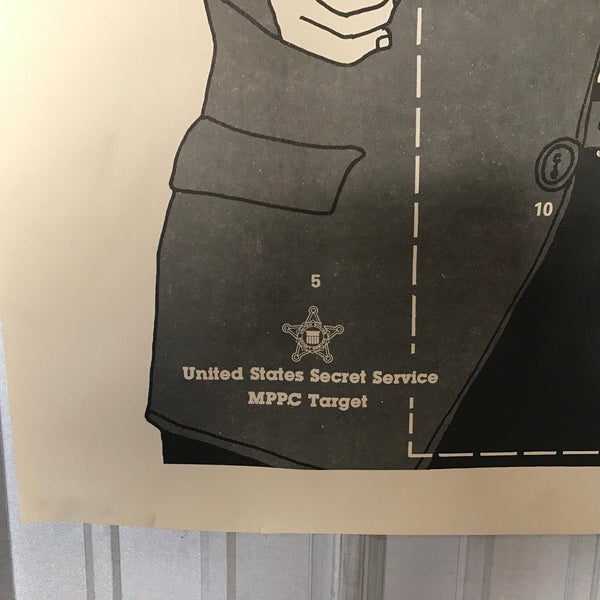 10
5
United States Secret Service
MPPC Target